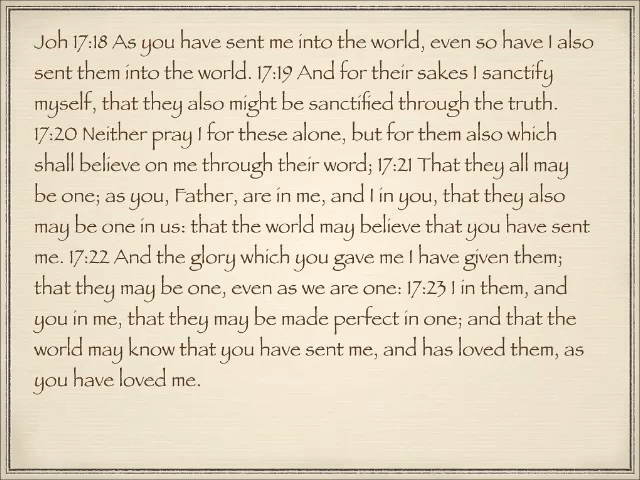 Joh 17:18 As you have sent me into the world, even so have I also
sent them into the world. 17:19 And for their sakes I sanctify
myself, that they also might be sanctified through the truth.
17:20 Neither pray I for these alone, but for them also which
shall believe on me through their word; 17:21 That they all may
be one; as you, Father, are in me, and I in you, that they also
may be one in us: that the world may believe that you have sent
me. 17:22 And the glory which you gave me I have given them;
that they may be one, even as we are one: 17:23 I in them, and
you in me, that they may be made perfect in one; and that the
world may know that you have sent me, and has loved them, as
you have loved me.